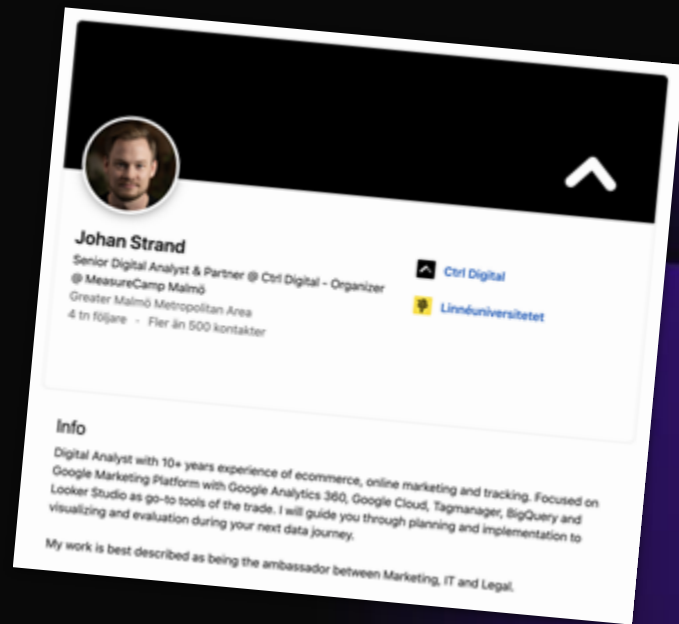 Johan Strand
Senior Digital Analyst & Partner @ Ctrl Digital - Organizer
@ MeasureCamp Malmö
Greater Malmö Metropolitan Area
4 tn följare · Fler än 500 kontakter
Ctrl Digital
Linnéuniversitetet
Info
Digital Analyst with 10+ years experience of ecommerce, online marketing and tracking. Focused on
Google Marketing Platform with Google Analytics 360, Google Cloud, Tagmanager, BigQuery and
Looker Studio as go-to tools of the trade. I will guide you through planning and implementation to
visualizing and evaluation during your next data journey.
My work is best described as being the ambassador between Marketing, IT and Legal.